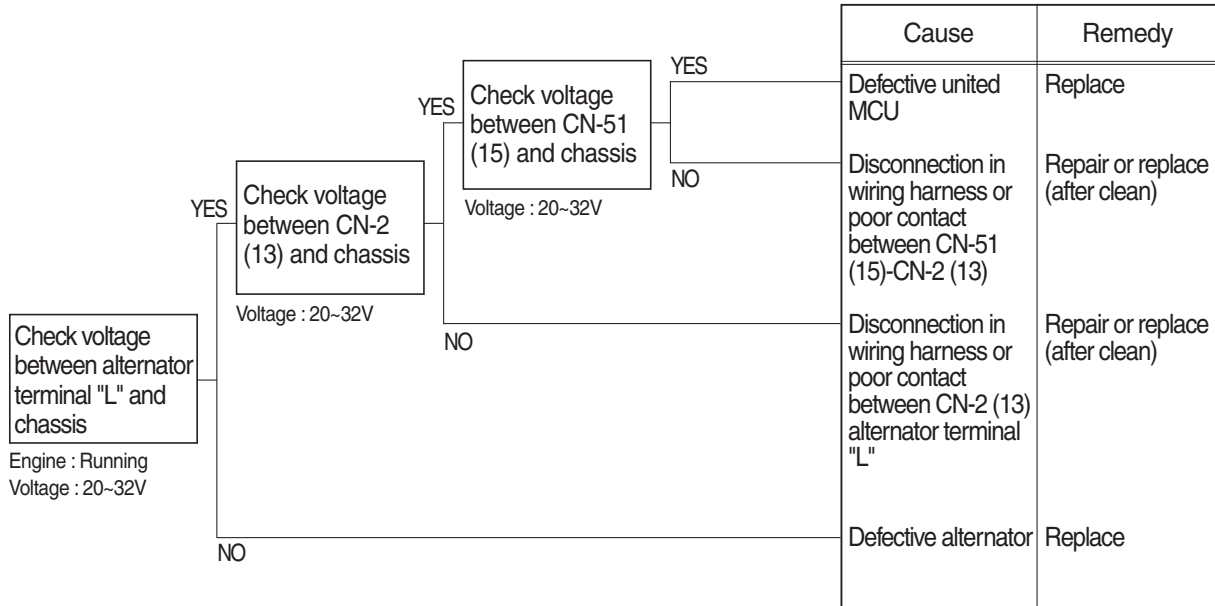 Cause
Remedy
YES
Check voltage
between CN-51
(15) and chassis
Voltage : 20~32V
YES
NO
Defective united
MCU
Replace
Disconnection in
wiring harness or
poor contact
between CN-51
(15)-CN-2 (13)
Repair or replace
(after clean)
Check voltage
between CN-2
(13) and chassis
Voltage : 20~32V
YES
NO
Disconnection in
wiring harness or
poor contact
between CN-2 (13)
alternator terminal
"L"
Repair or replace
(after clean)
Check voltage
between alternator
terminal "L" and
chassis
Engine : Running
Voltage : 20~32V
NO
Defective alternator
Replace